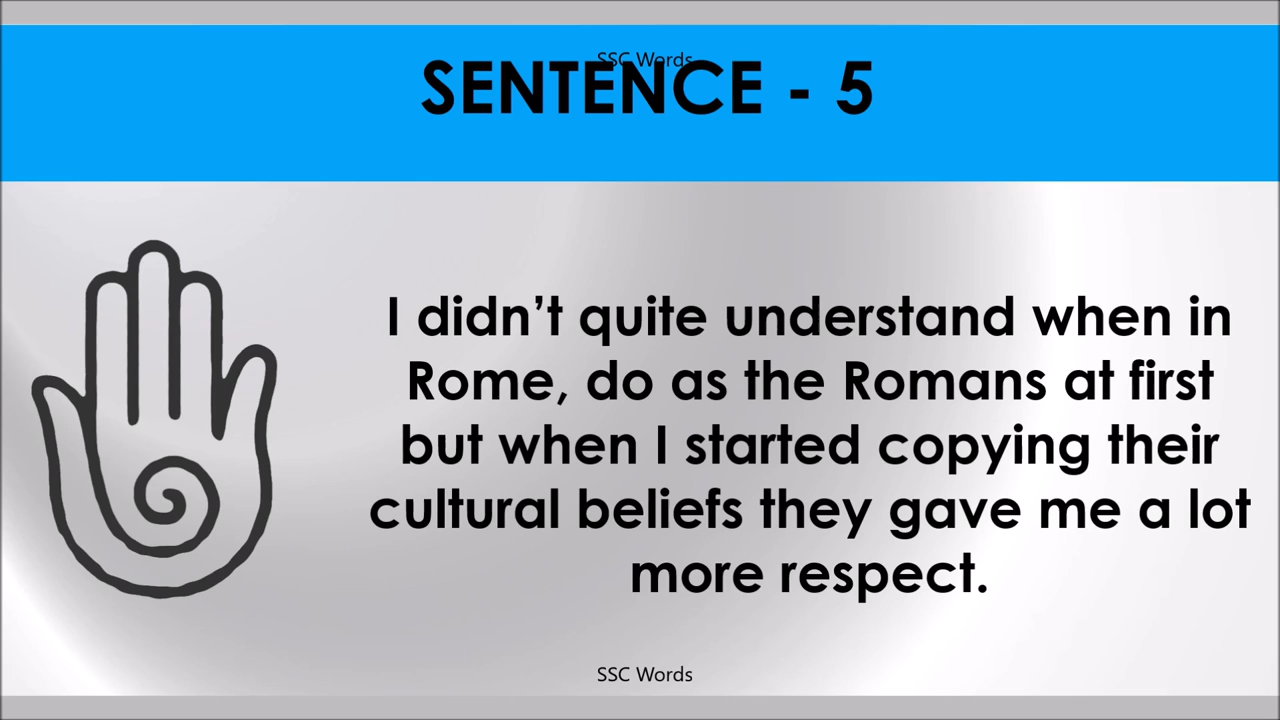 SSC Words
SENTENCE - 5
I didn’t quite understand when in
Rome, do as the Romans at first
but when I started copying their
cultural beliefs they gave me a lot
more respect.
SSC Words